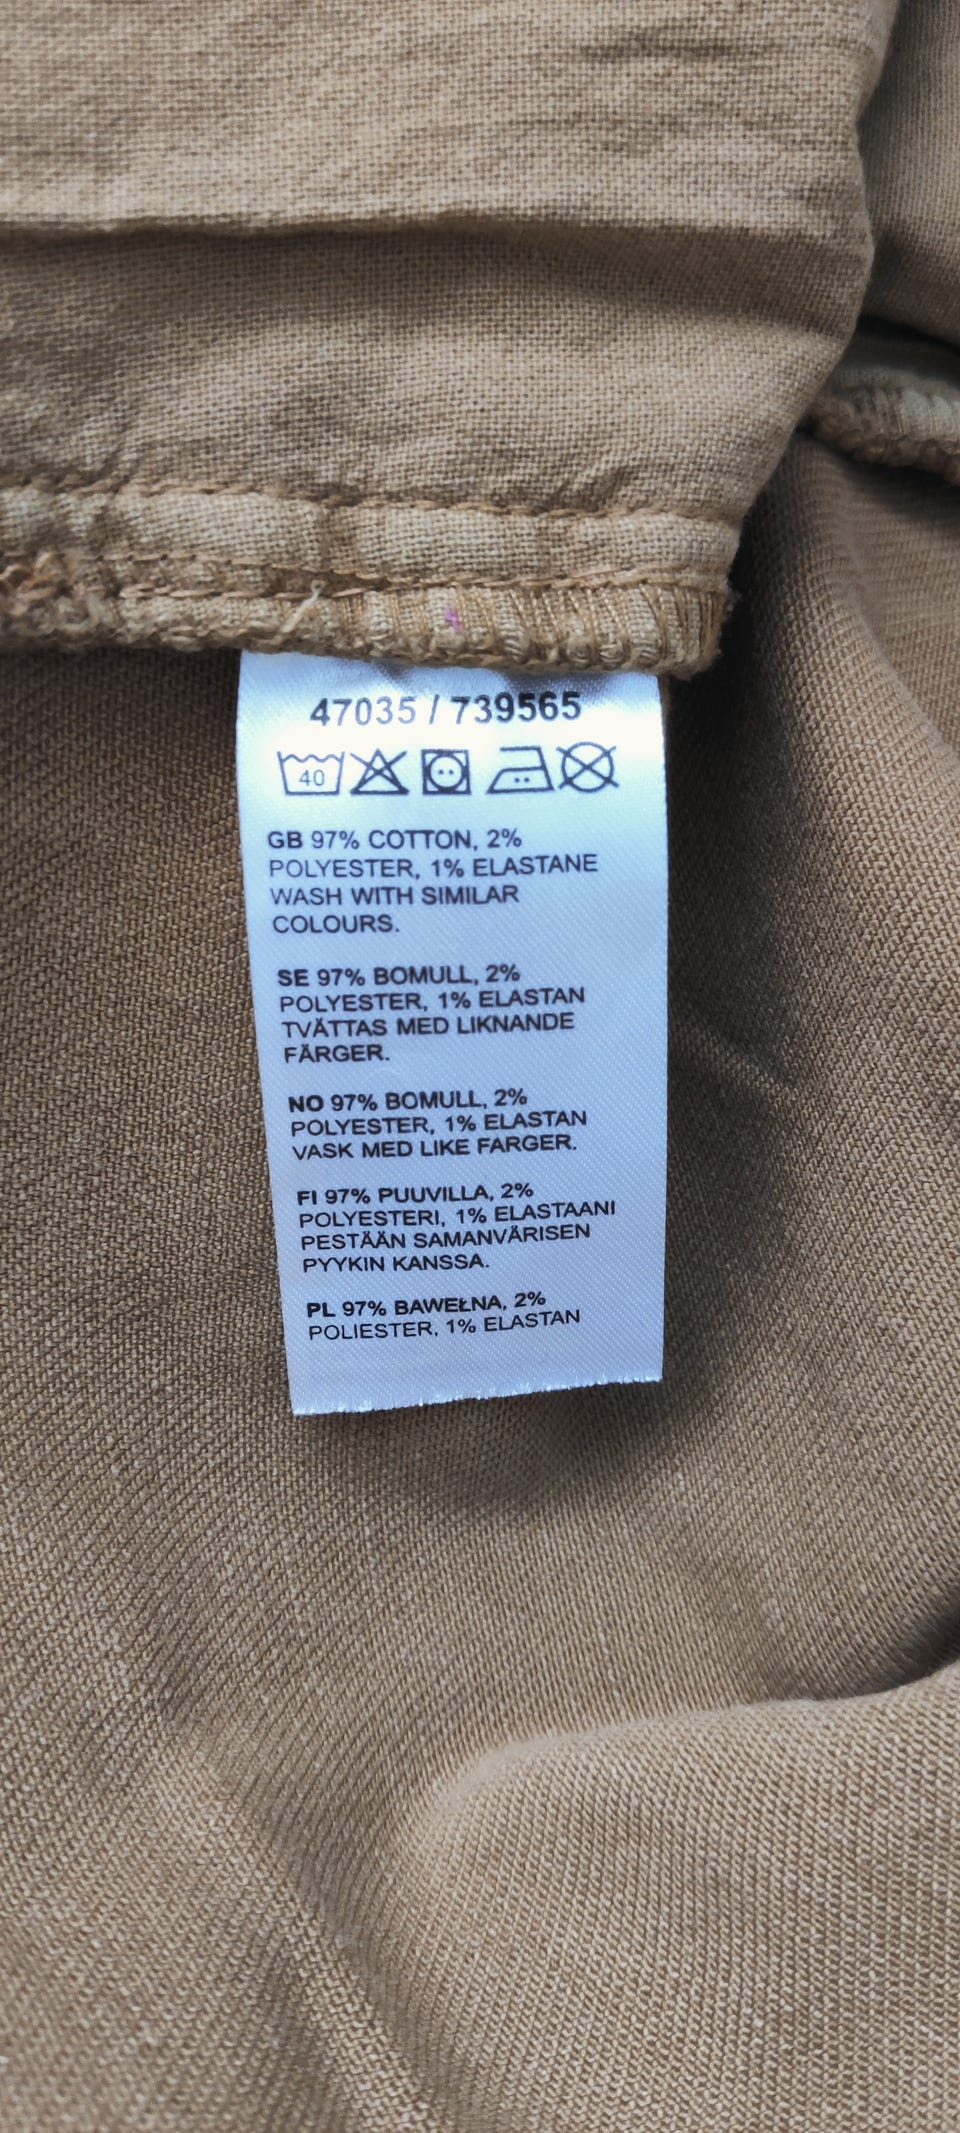 47035 / 739565
40
GB 97% COTTON, 2%
POLYESTER, 1% ELASTANE
WASH WITH SIMILAR
COLOURS.
SE 97% BOMULL, 2%
POLYESTER, 1% ELASTAN
TVÄTTAS MED LIKNANDE
FÄRGER.
NO 97% BOMULL, 2%
POLYESTER, 1% ELASTAN
VASK MED LIKE FARGER.
FI 97% PUUVILLA, 2%
POLYESTERI, 1% ELASTAANI
PESTÄÄN SAMANVÄRISEN
PYYKIN KANSSA.
PL 97% BAWEŁNA, 2%
POLIESTER, 1% ELASTAN